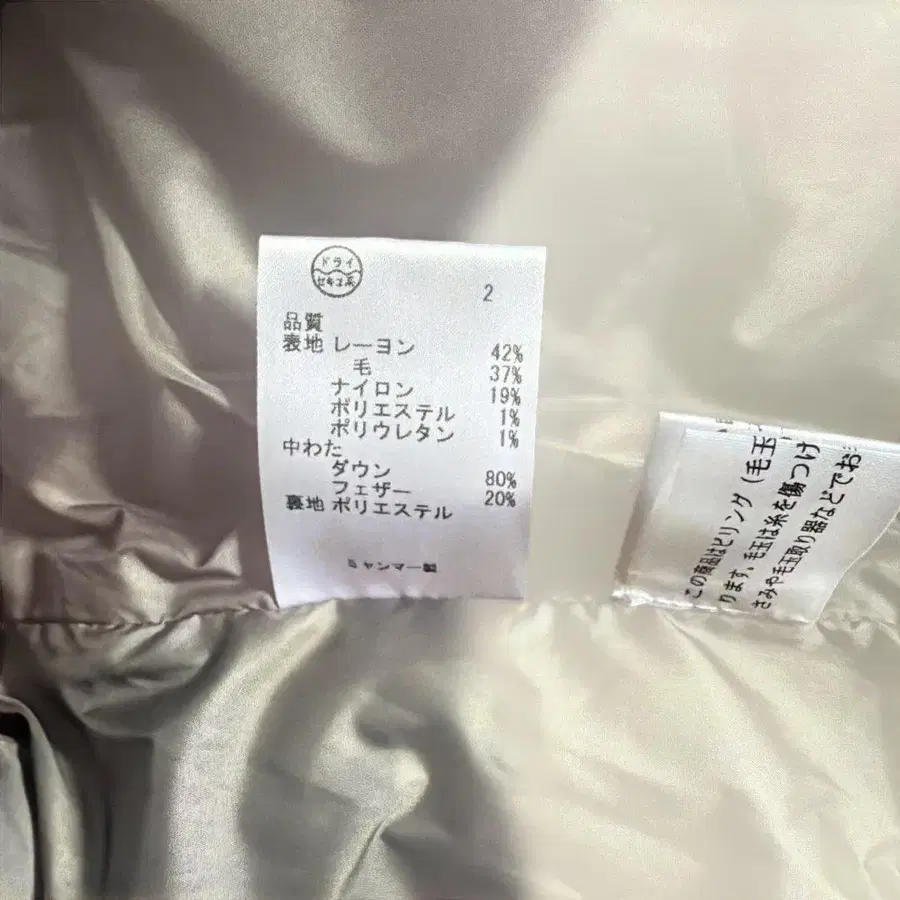 ドライ
セキユ系
2
品質
表地 レーヨン 42%
毛 37%
ナイロン 19%
ポリエステル 1%
ポリウレタン 1%
中わた
ダウン 80%
フェザー 20%
裏地 ポリエステル
ミャンマー製
この商品はピリング（毛玉
ります。毛玉は糸を傷つけ
さみや毛玉取り器などでお